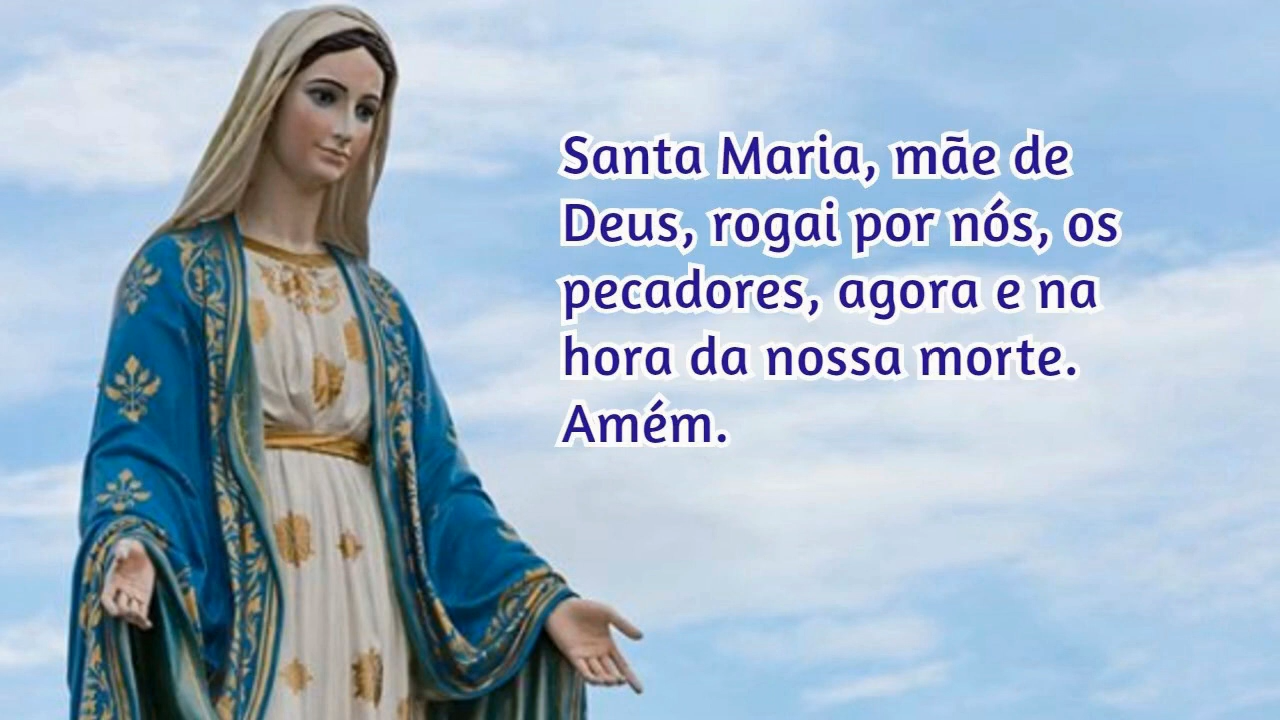 Santa Maria, mãe de
Deus, rogai por nós, os
pecadores, agora e na
hora da nossa morte.
Amém.